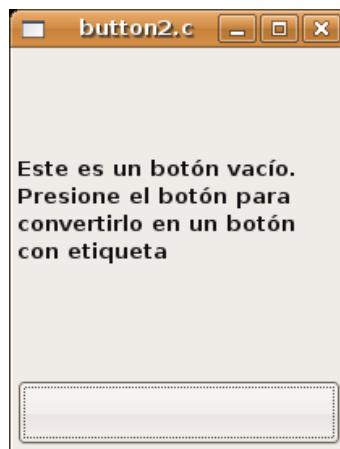 button2.c
Este es un botón vacío.
Presione el botón para
convertirlo en un botón
con etiqueta